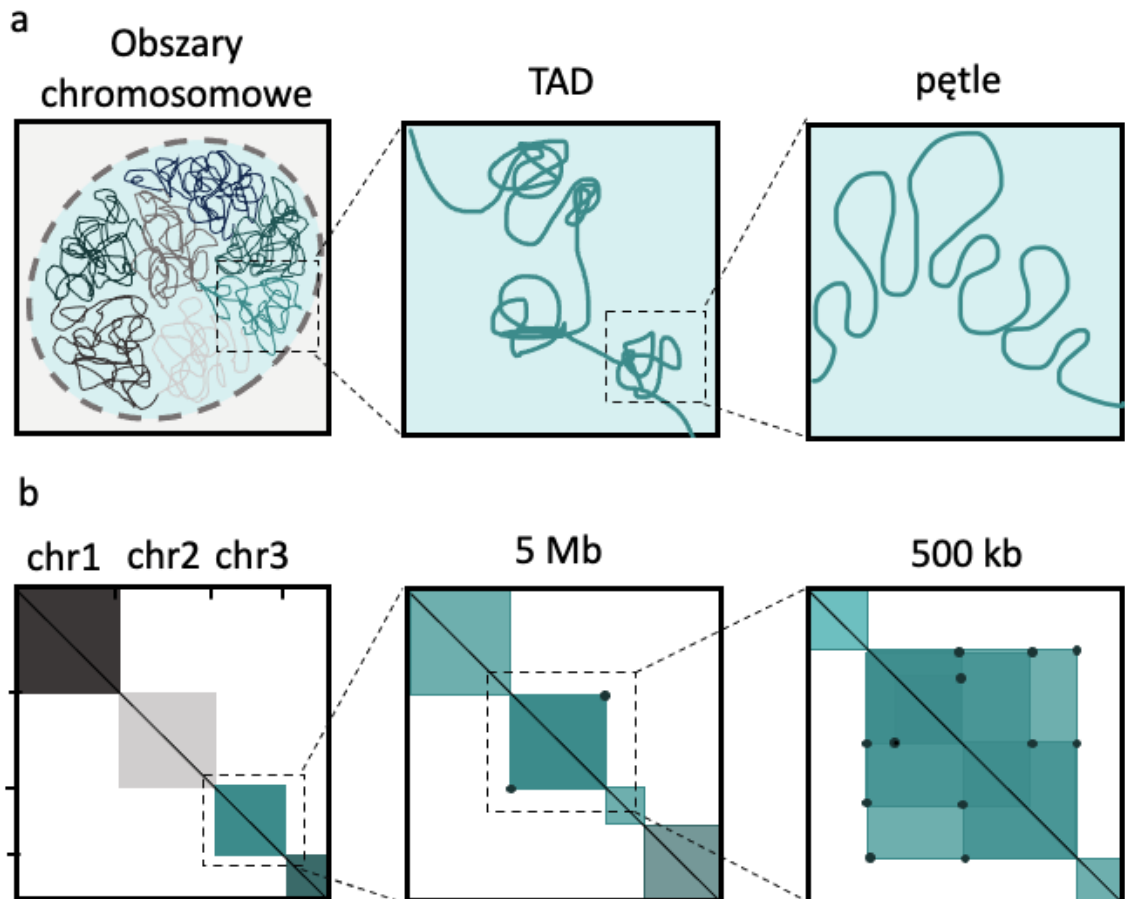 a
Obszary
chromosomowe
TAD
pętle
b
chr1 chr2 chr3
5 Mb
500 kb